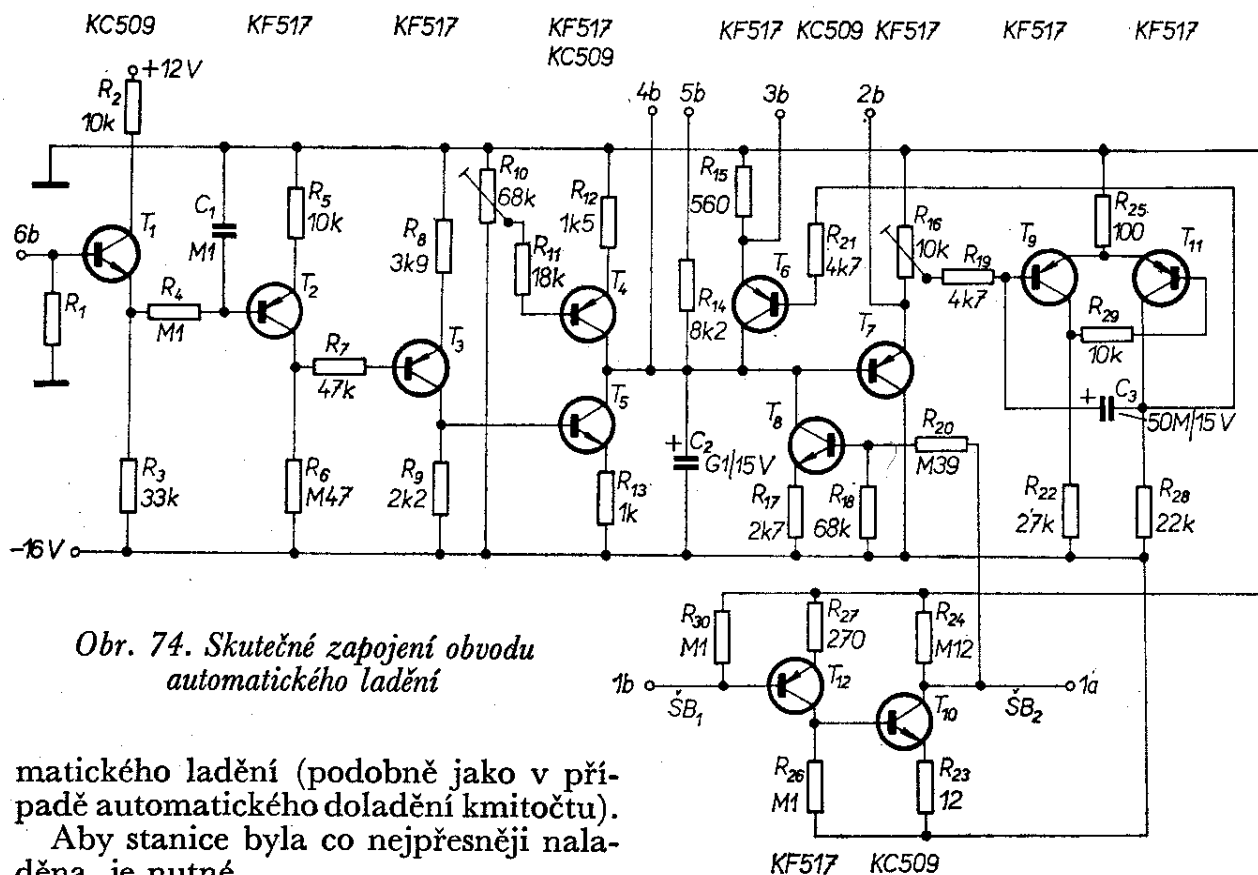 KC509 KF517 KF517 KF517 KF517 KC509 KF517 KF517 KF517
KC509
+12V
R2
10k
4b 5b 3b 2b
6b
R1
T1
R4
M1
R3
33k
C1
M1
R5
10k
T2
R6
M47
R7
47k
R8
3k9
T3
R9
2k2
R10
68k
R11
18k
R12
1k5
T4
T5
R13
1k
R14
8k2
C2
+
G1/15V
R15
560
T6
R21
4k7
T7
T8
R17
2k7
R18
68k
R20
M39
R16
10k
R19
4k7
T9
R25
100
T11
R29
10k
+ C3
50M/15V
R22
27k
R28
22k
-16V
R30
M1
R27
270
R24
M12
1b
ŠB1
T12
T10
ŠB2
1a
R26
M1
R23
12
KF517 KC509
Obr. 74. Skutečné zapojení obvodu
automatického ladění
matického ladění (podobně jako v pří-
padě automatického doladění kmitočtu).
Aby stanice byla co nejpřesněji nala-
děna, je nutné